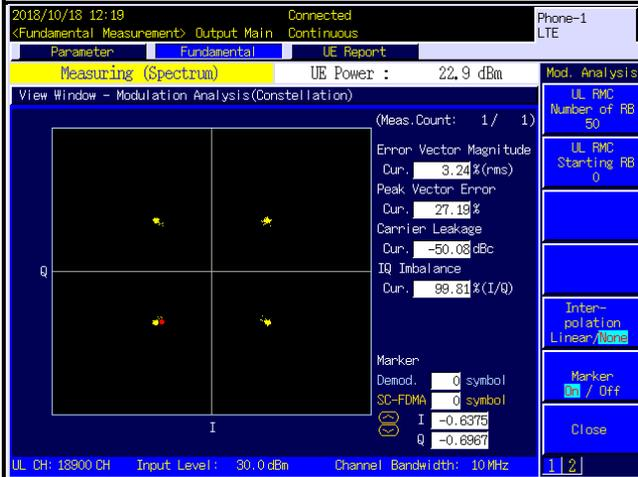 2018/10/18 12:19 Connected Phone-1
<Fundamental Measurement> Output Main Continuous LTE
Parameter Fundamental UE Report
Measuring (Spectrum) UE Power : 22.9 dBm Mod. Analysis
View Window - Modulation Analysis(Constellation)
UL RMC
Number of RB
50
(Meas.Count: 1/ 1)
Error Vector Magnitude
Cur. 3.24 %(rms)
Peak Vector Error
Cur. 27.19 %
Carrier Leakage
Cur. -50.08 dBc
IQ Imbalance
Cur. 99.81 %(I/Q)
UL RMC
Starting RB
0
Q
I
Marker
Demod. 0 symbol
SC-FDMA 0 symbol
I -0.6375
Q -0.6967
Inter-
polation
Linear/None
Marker
On / Off
Close
UL CH: 18900 CH Input Level: 30.0 dBm Channel Bandwidth: 10 MHz
1 2